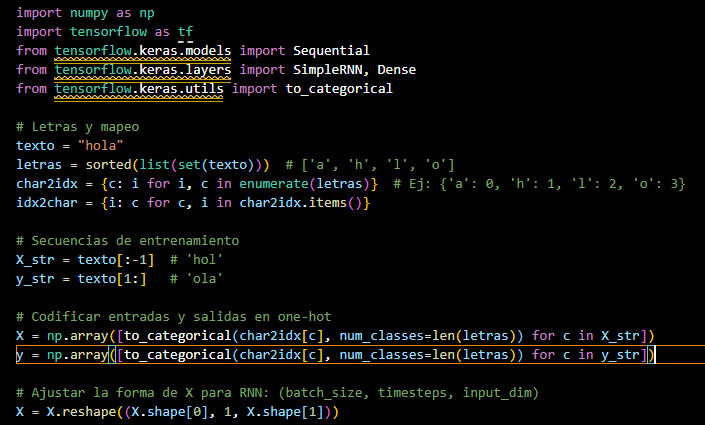 import numpy as np
import tensorflow as tf
from tensorflow.keras.models import Sequential
from tensorflow.keras.layers import SimpleRNN, Dense
from tensorflow.keras.utils import to_categorical
# Letras y mapeo
texto = "hola"
letras = sorted(list(set(texto)))  # ['a', 'h', 'l', 'o']
char2idx = {c: i for i, c in enumerate(letras)}  # Ej: {'a': 0, 'h': 1, 'l': 2, 'o': 3}
idx2char = {i: c for c, i in char2idx.items()}
# Secuencias de entrenamiento
X_str = texto[:-1]  # 'hol'
y_str = texto[1:]  # 'ola'
# Codificar entradas y salidas en one-hot
X = np.array([to_categorical(char2idx[c], num_classes=len(letras)) for c in X_str])
y = np.array([to_categorical(char2idx[c], num_classes=len(letras)) for c in y_str])
# Ajustar la forma de X para RNN: (batch_size, timesteps, input_dim)
X = X.reshape((X.shape[0], 1, X.shape[1]))